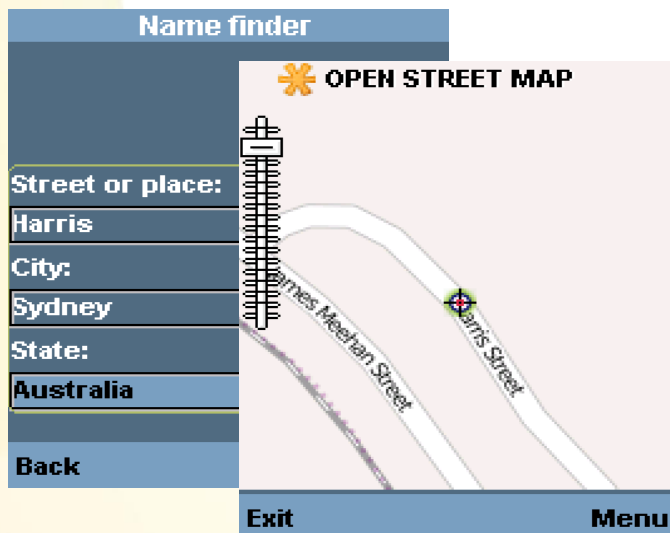 Name finder
Street or place:
Harris
City:
Sydney
State:
Australia
Back
OPEN STREET MAP
James Meehan Street
Harris Street
Exit
Menu